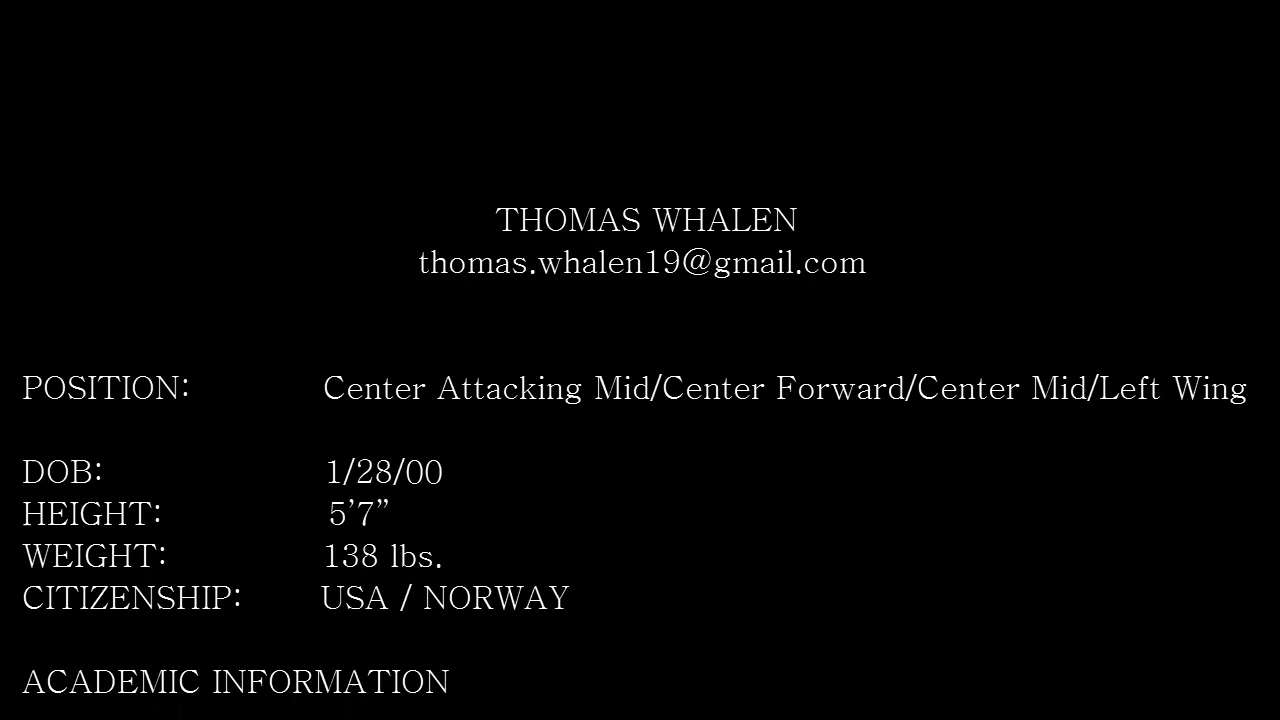 THOMAS WHALEN
thomas.whalen19@gmail.com
POSITION: Center Attacking Mid/Center Forward/Center Mid/Left Wing
DOB: 1/28/00
HEIGHT: 5’7”
WEIGHT: 138 lbs.
CITIZENSHIP: USA / NORWAY
ACADEMIC INFORMATION